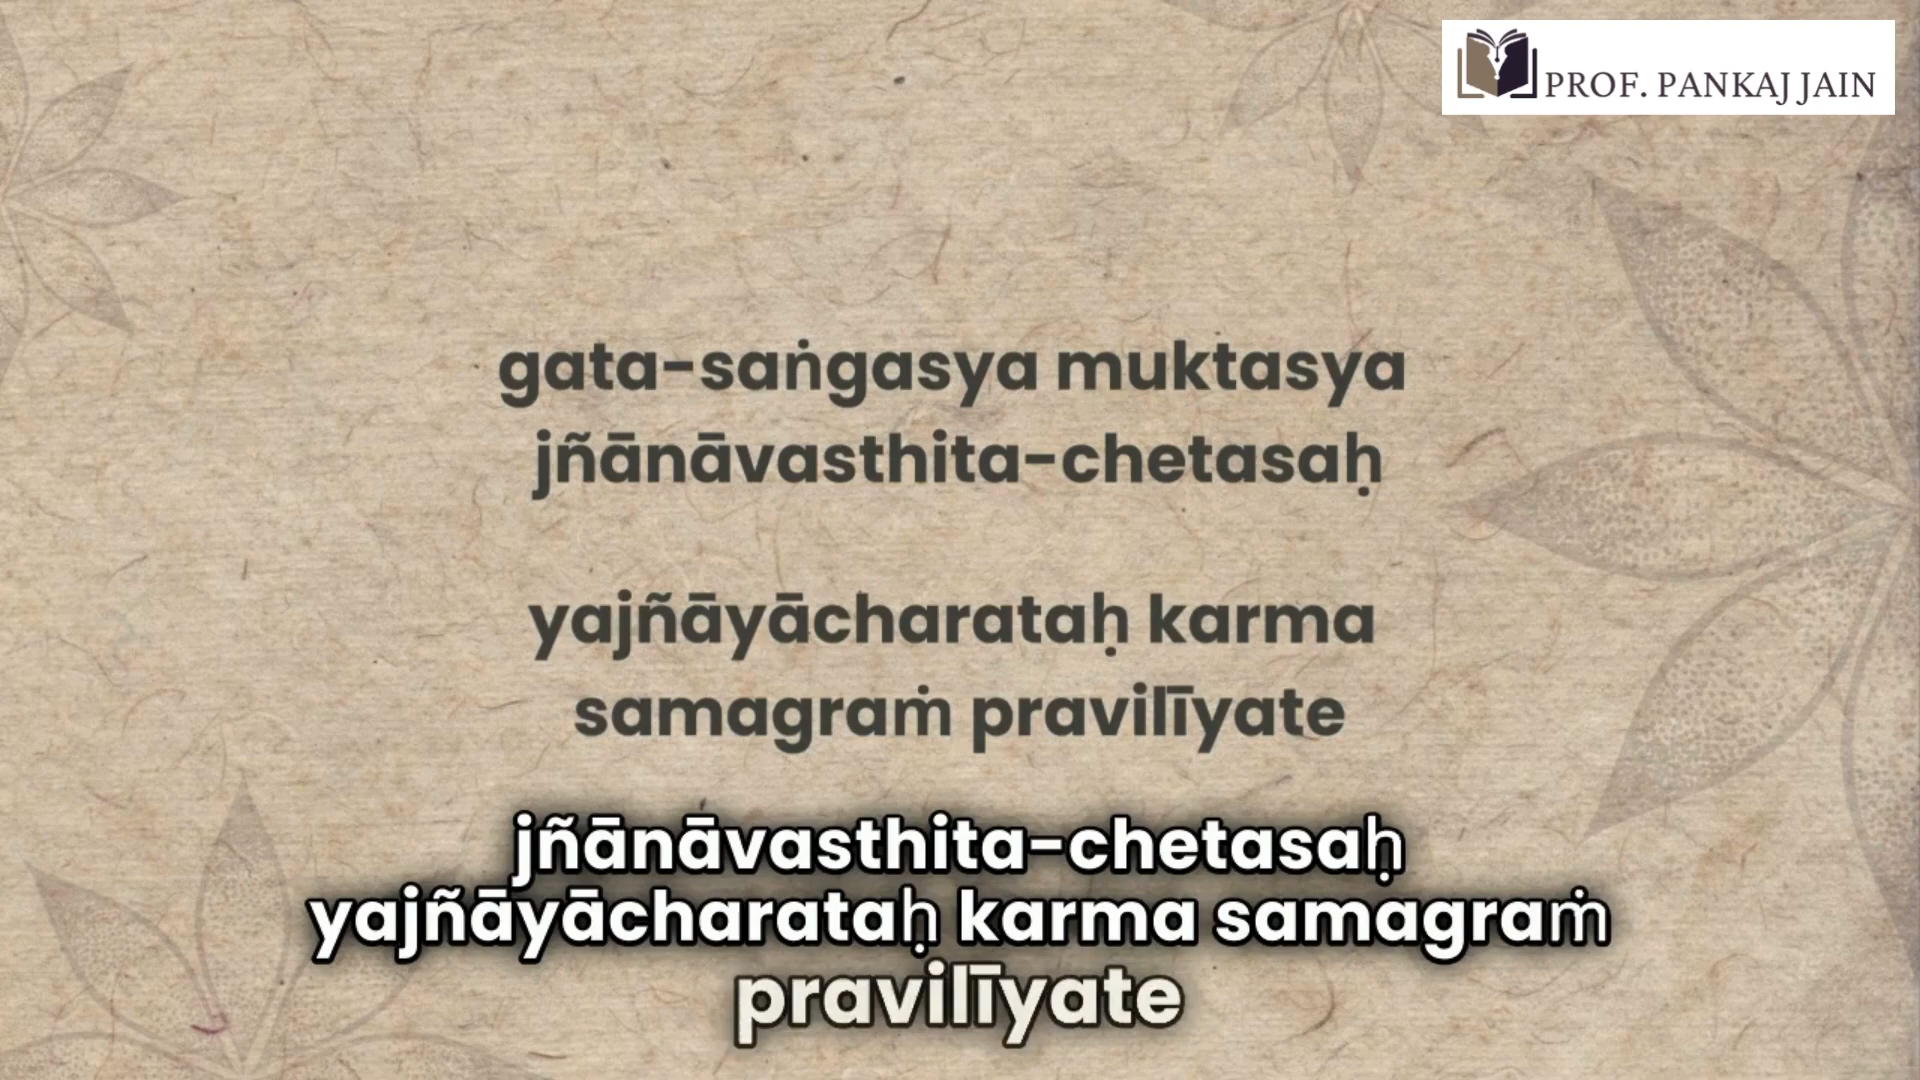 PROF. PANKAJ JAIN
gata-saṅgasya muktasya
jñānāvasthita-chetasaḥ
yajñāyācharataḥ karma
samagraṁ pravilīyate
jñānāvasthita-chetasaḥ
yajñāyācharataḥ karma samagraṁ
pravilīyate